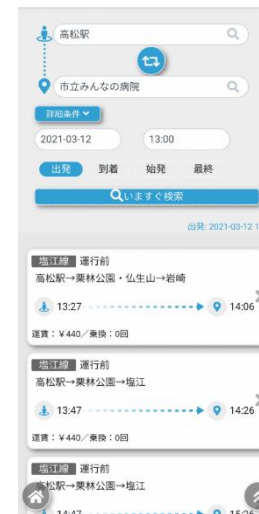 高松駅
市立みんなの病院
詳細条件
2021-03-12 13:00
出発 到着 始発 最終
いますぐ検索
出発: 2021-03-12 1
塩江線 運行前
高松駅→栗林公園・仏生山→岩崎
13:27 14:06
運賃：￥440／乗換：0回
塩江線 運行前
高松駅→栗林公園→塩江
13:47 14:26
運賃：￥440／乗換：0回
塩江線 運行前
高松駅→栗林公園→塩江
14:47 15:26